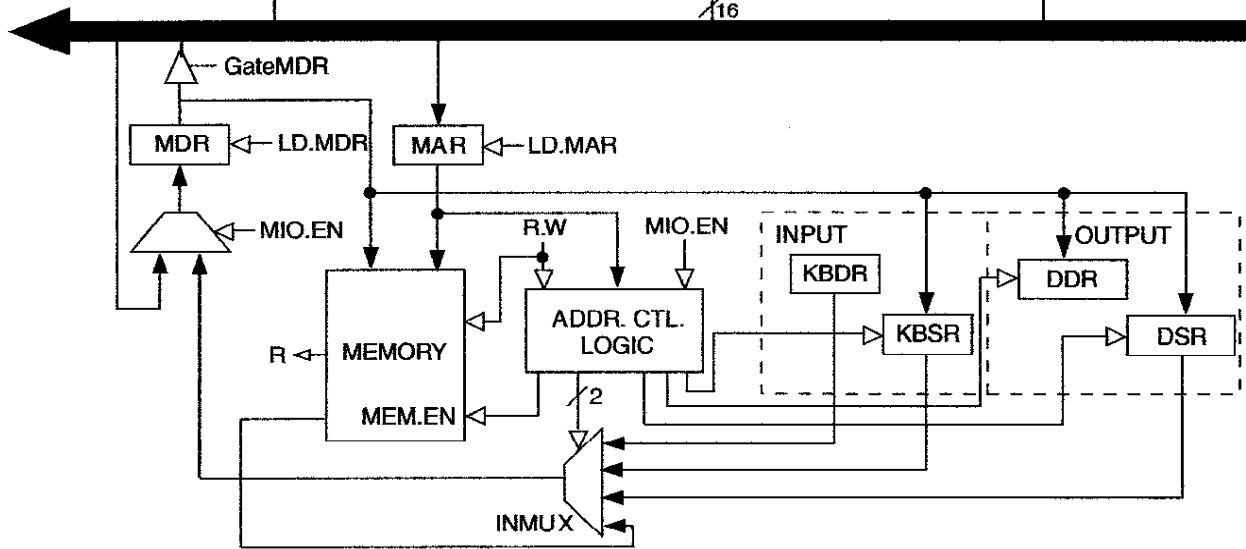 16
GateMDR
MDR
LD.MDR
MAR
LD.MAR
MIO.EN
R.W
MIO.EN
INPUT
OUTPUT
KBDR
DDR
ADDR. CTL.
LOGIC
KBSR
DSR
R
MEMORY
2
MEM.EN
INMUX